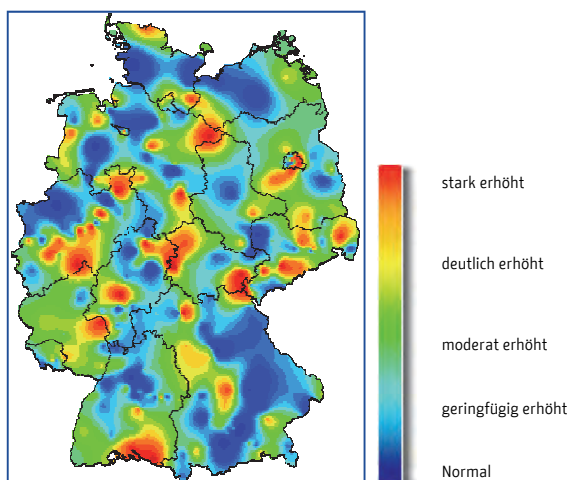 stark erhöht
deutlich erhöht
moderat erhöht
geringfügig erhöht
Normal